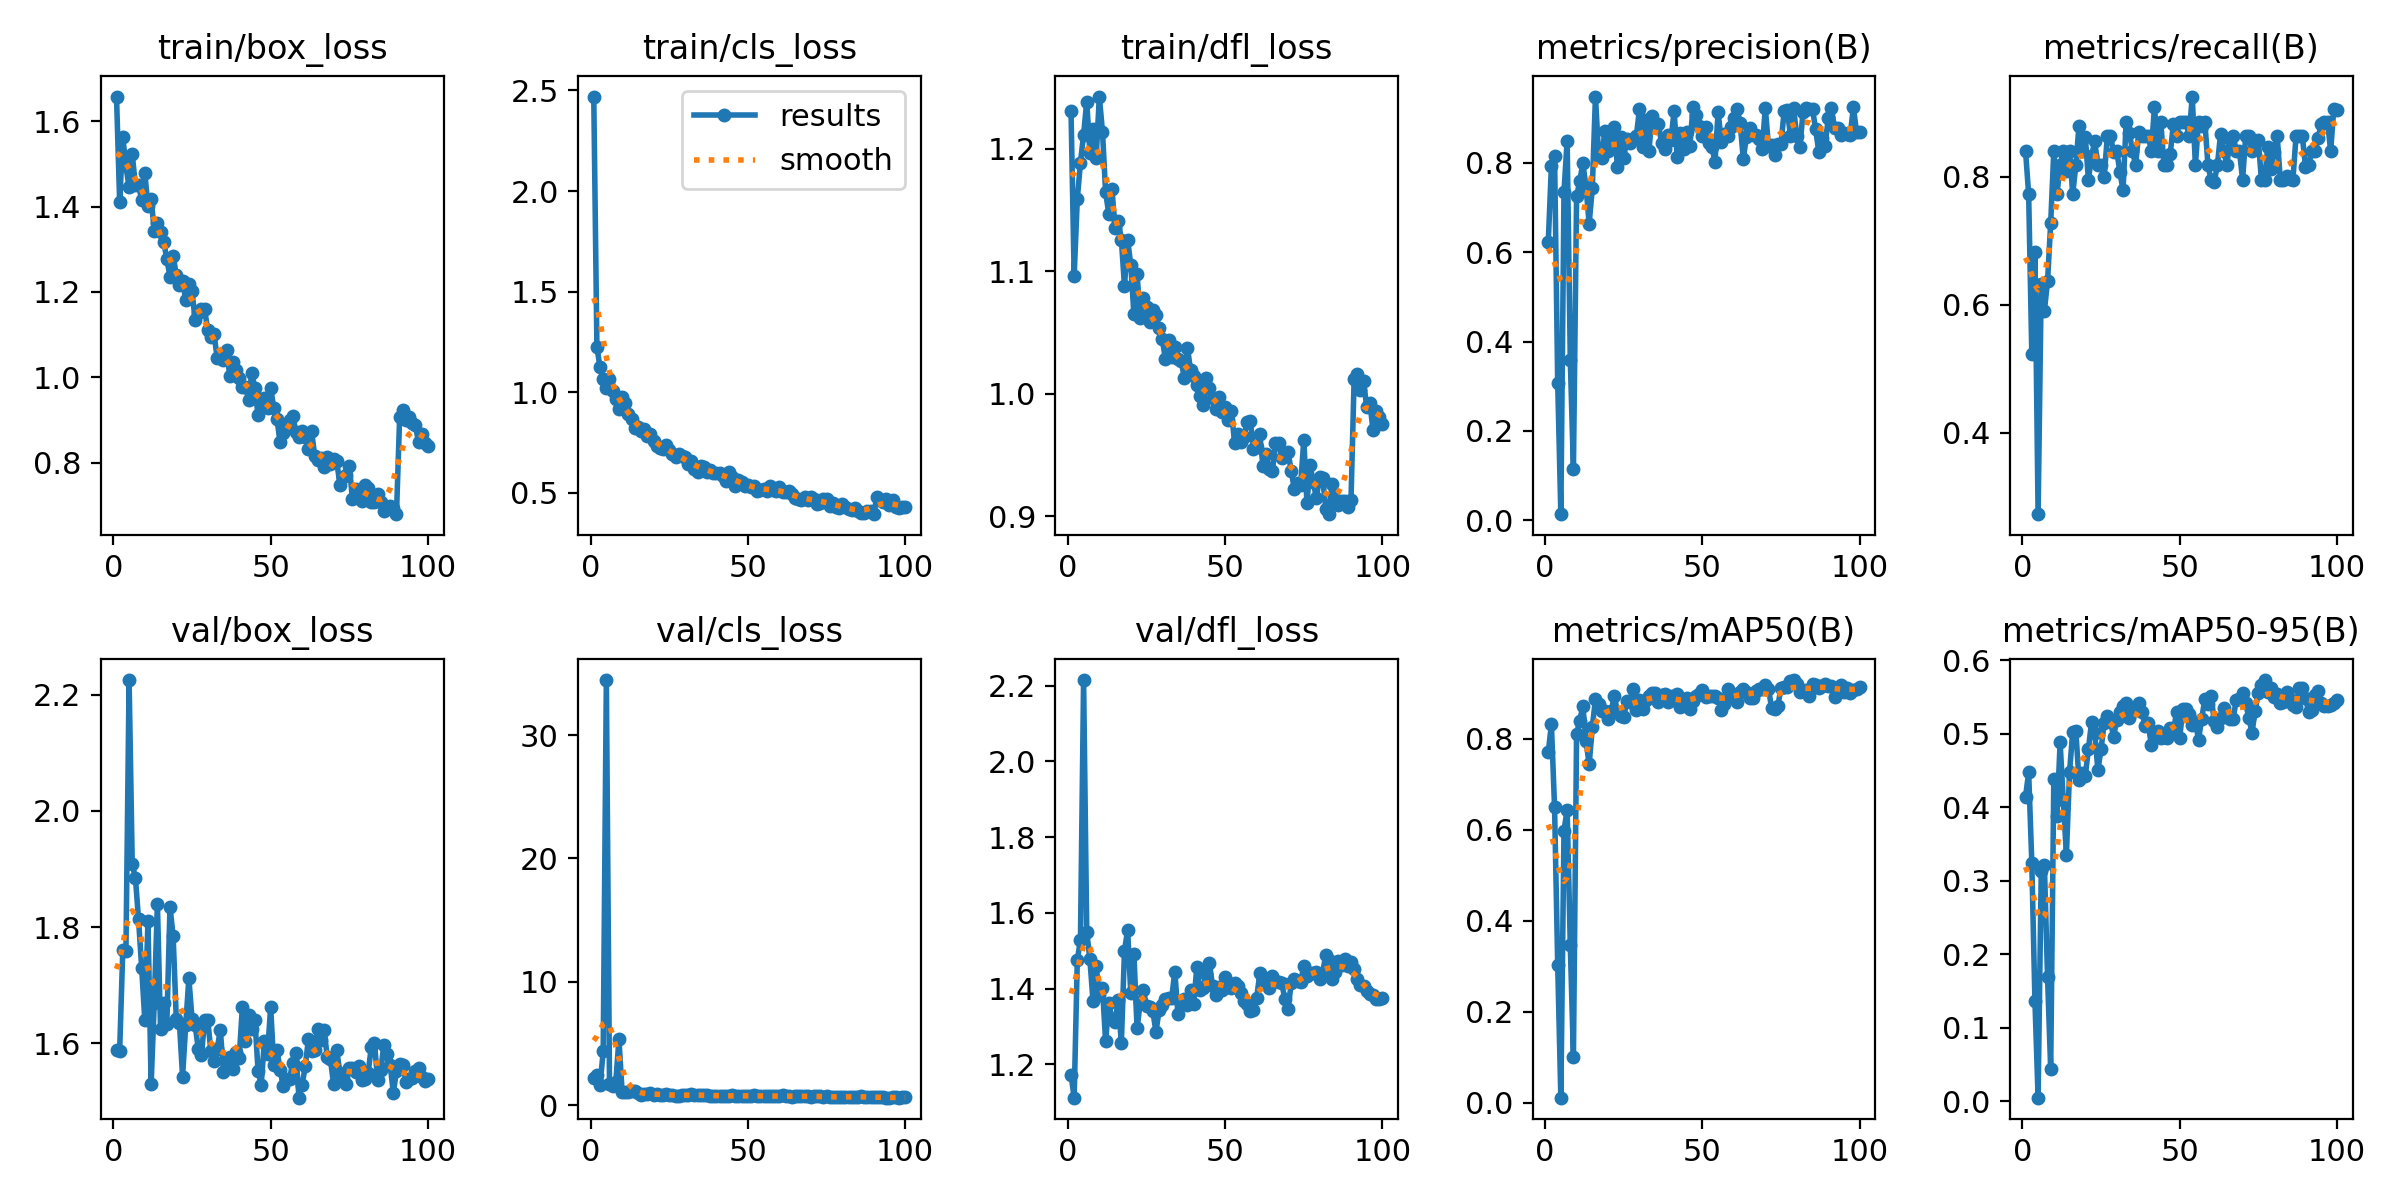 train/box_loss
1.6
1.4
1.2
1.0
0.8
0 50 100
train/cls_loss
2.5
2.0
1.5
1.0
0.5
results
smooth
0 50 100
train/dfl_loss
1.2
1.1
1.0
0.9
0 50 100
metrics/precision(B)
0.8
0.6
0.4
0.2
0.0
0 50 100
metrics/recall(B)
0.8
0.6
0.4
0 50 100
val/box_loss
2.2
2.0
1.8
1.6
0 50 100
val/cls_loss
30
20
10
0
0 50 100
val/dfl_loss
2.2
2.0
1.8
1.6
1.4
1.2
0 50 100
metrics/mAP50(B)
0.8
0.6
0.4
0.2
0.0
0 50 100
metrics/mAP50-95(B)
0.6
0.5
0.4
0.3
0.2
0.1
0.0
0 50 100